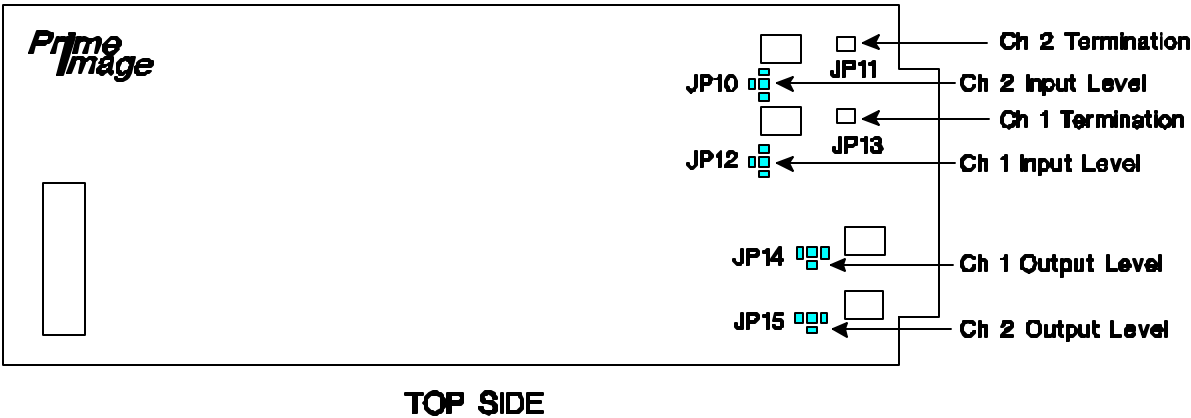 Prime
Image
Ch 2 Termination
JP11
JP10
Ch 2 Input Level
Ch 1 Termination
JP13
JP12
Ch 1 Input Level
JP14
Ch 1 Output Level
JP15
Ch 2 Output Level
TOP SIDE